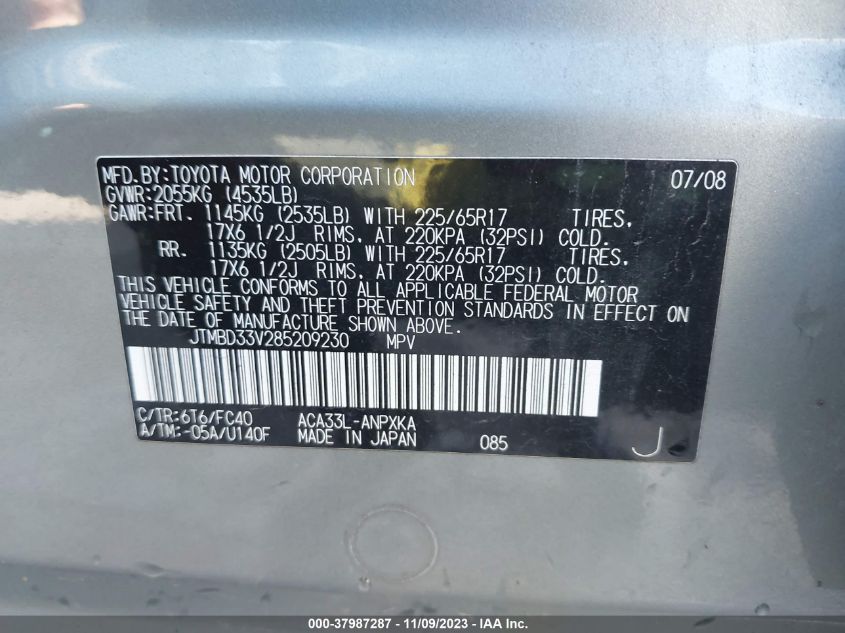 MFD.BY:TOYOTA MOTOR CORPORATION 07/08
GVWR:2055KG (4535LB)
GAWR:FRT. 1145KG (2535LB) WITH 225/65R17 TIRES,
17X6 1/2J RIMS, AT 220KPA (32PSI) COLD.
RR. 1135KG (2505LB) WITH 225/65R17 TIRES,
17X6 1/2J RIMS, AT 220KPA (32PSI) COLD.
THIS VEHICLE CONFORMS TO ALL APPLICABLE FEDERAL MOTOR
VEHICLE SAFETY AND THEFT PREVENTION STANDARDS IN EFFECT ON
THE DATE OF MANUFACTURE SHOWN ABOVE.
JTMBD33V285209230 MPV
C/TR:6T6/FC40 ACA33L-ANPXKA
A/TM:-05A/U140F MADE IN JAPAN 085 J
000-37987287 - 11/09/2023 - IAA